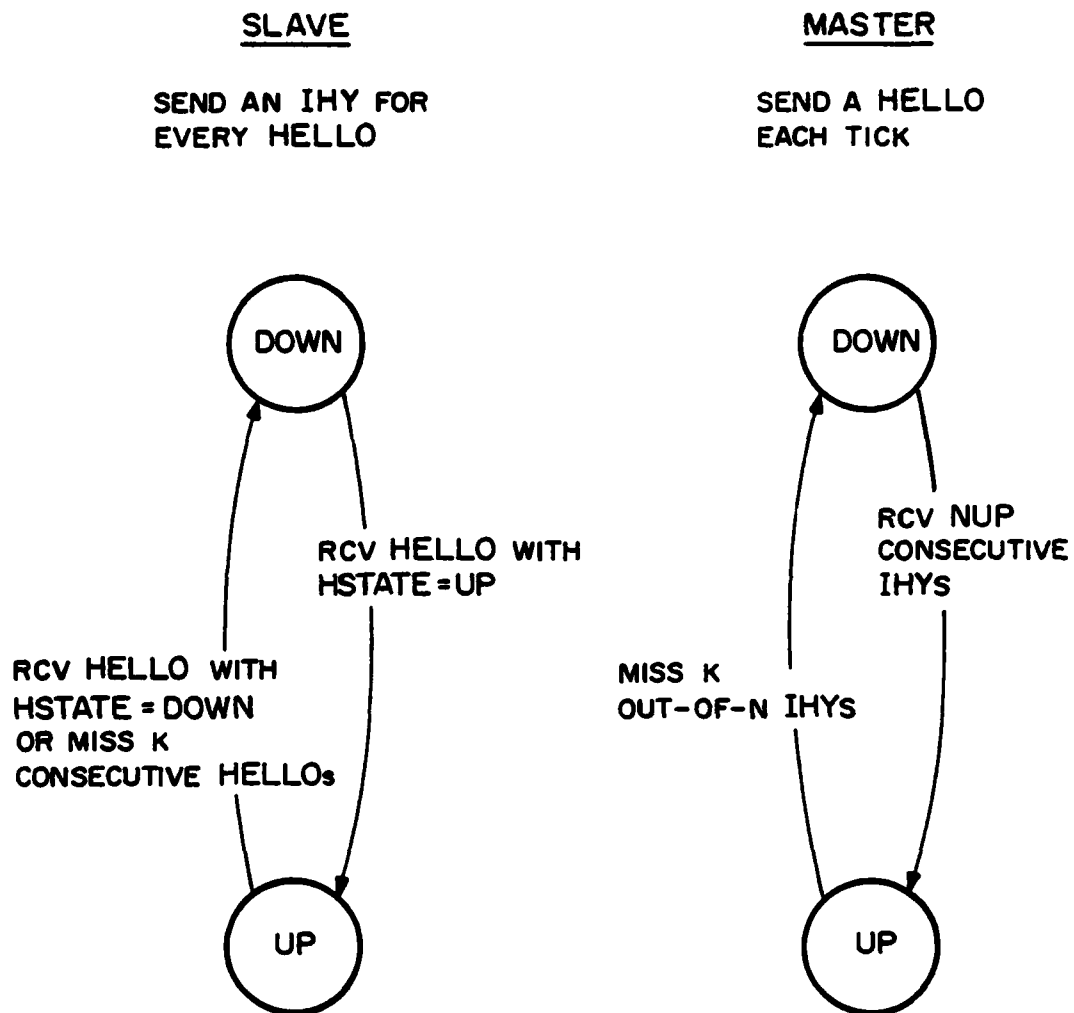 SLAVE
SEND AN IHY FOR
EVERY HELLO
DOWN
RCV HELLO WITH
HSTATE=UP
RCV HELLO WITH
HSTATE = DOWN
OR MISS K
CONSECUTIVE HELLOs
UP
MASTER
SEND A HELLO
EACH TICK
DOWN
RCV NUP
CONSECUTIVE
IHYs
MISS K
OUT-OF-N IHYs
UP